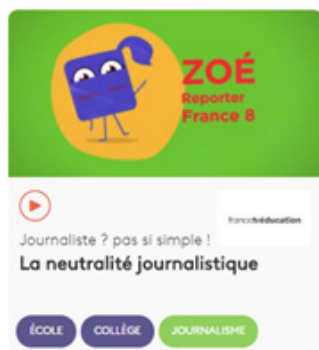 ZOÉ
Reporter
France 8
francetvéducation
Journaliste ? pas si simple !
La neutralité journalistique
ÉCOLE COLLÈGE JOURNALISME